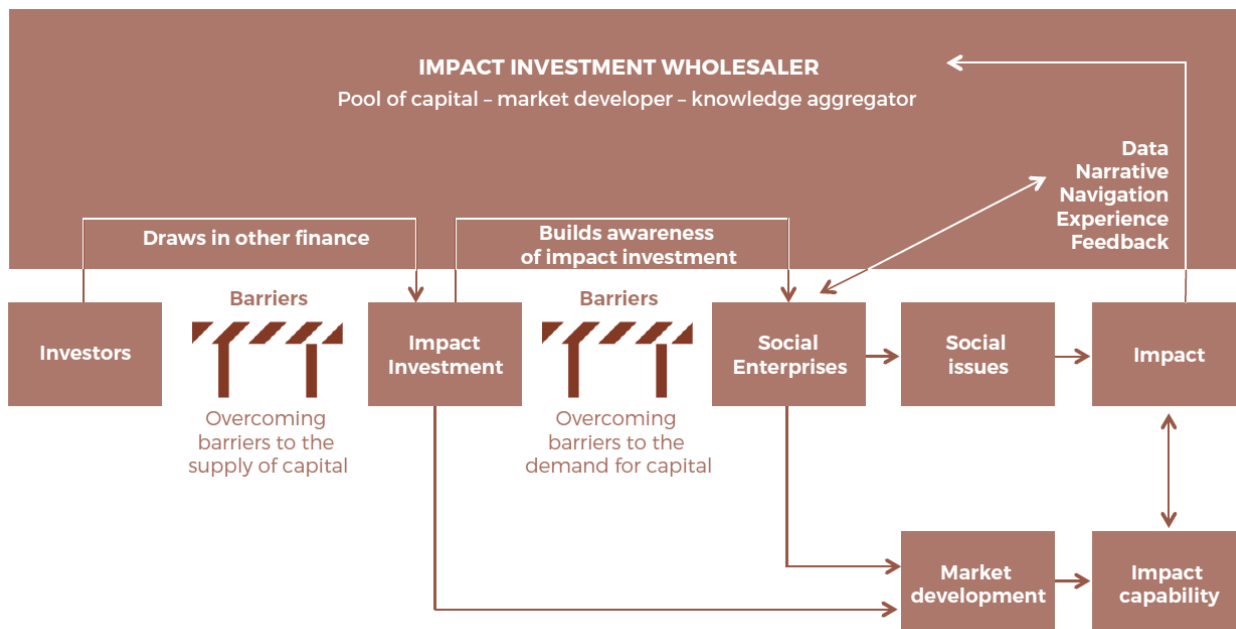 IMPACT INVESTMENT WHOLESALER
Pool of capital – market developer – knowledge aggregator
Data
Narrative
Navigation
Experience
Feedback
Draws in other finance
Builds awareness
of impact investment
Barriers
Barriers
Investors
Impact
Investment
Social
Enterprises
Social
issues
Impact
Overcoming
barriers to the
supply of capital
Overcoming
barriers to the
demand for capital
Market
development
Impact
capability